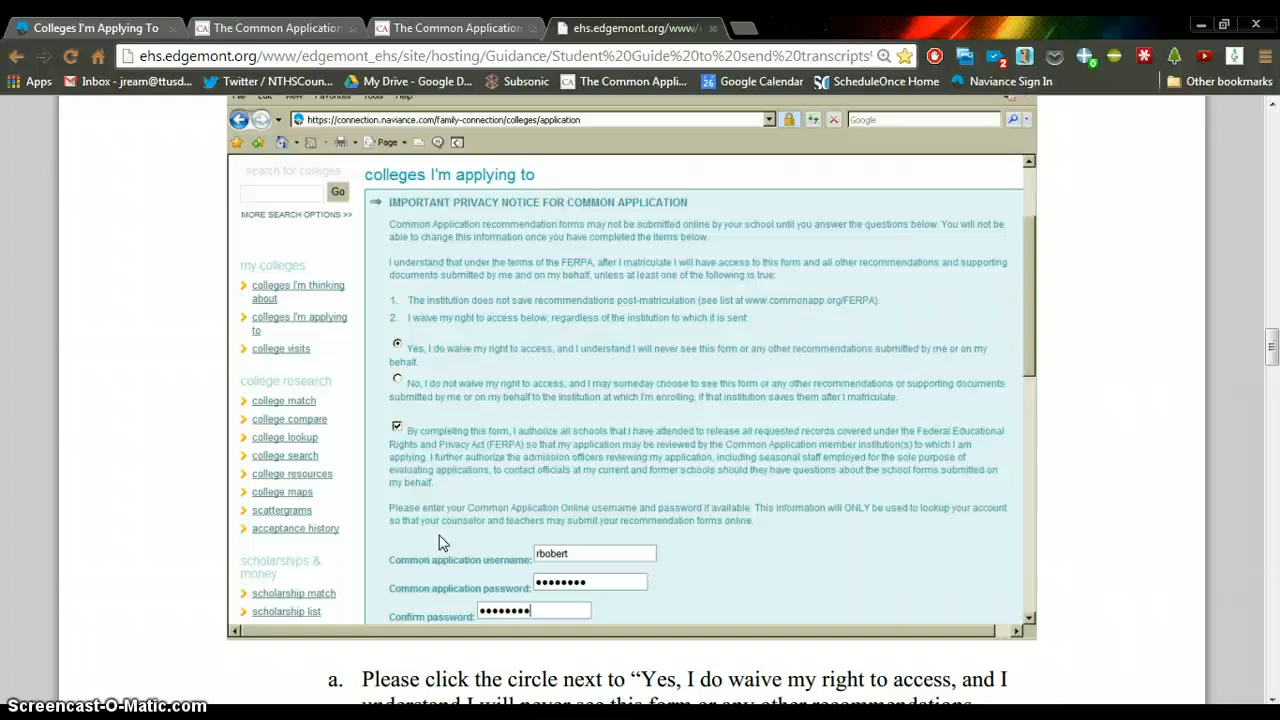 Colleges I'm Applying To
The Common Application
The Common Application
ehs.edgemont.org/www/
ehs.edgemont.org/www/edgemont_ehs/site/hosting/Guidance/Student%20Guide%20to%20send%20transcripts
Apps
Inbox - jream@ttusd...
Twitter / NTHSCoun...
My Drive - Google D...
Subsonic
The Common Appli...
26 Google Calendar
ScheduleOnce Home
Naviance Sign In
Other bookmarks
Favorites Tools Help
https://connection.naviance.com/family-connection/colleges/application
Google
Page
search for colleges
Go
MORE SEARCH OPTIONS >>
my colleges
colleges I'm thinking
about
colleges I'm applying
to
college visits
college research
college match
college compare
college lookup
college search
college resources
college maps
scattergrams
acceptance history
scholarships &
money
scholarship match
scholarship list
colleges I'm applying to
IMPORTANT PRIVACY NOTICE FOR COMMON APPLICATION
Common Application recommendation forms may not be submitted online by your school until you answer the questions below. You will not be
able to change this information once you have completed the items below.
I understand that under the terms of the FERPA, after I matriculate I will have access to this form and all other recommendations and supporting
documents submitted by me and on my behalf, unless at least one of the following is true:
1. The institution does not save recommendations post-matriculation (see list at www.commonapp.org/FERPA).
2. I waive my right to access below, regardless of the institution to which it is sent:
Yes, I do waive my right to access, and I understand I will never see this form or any other recommendations submitted by me or on my
behalf.
No, I do not waive my right to access, and I may someday choose to see this form or any other recommendations or supporting documents
submitted by me or on my behalf to the institution at which I'm enrolling, if that institution saves them after I matriculate.
By completing this form, I authorize all schools that I have attended to release all requested records covered under the Federal Educational
Rights and Privacy Act (FERPA) so that my application may be reviewed by the Common Application member institution(s) to which I am
applying. I further authorize the admission officers reviewing my application, including seasonal staff employed for the sole purpose of
evaluating applications, to contact officials at my current and former schools should they have questions about the school forms submitted on
my behalf.
Please enter your Common Application Online username and password if available. This information will ONLY be used to lookup your account
so that your counselor and teachers may submit your recommendation forms online.
Common application username: rbobert
Common application password: ••••••••
Confirm password: ••••••••
a. Please click the circle next to “Yes, I do waive my right to access, and I
understand I will never see this form or any other recommendations
Screencast-O-Matic.com